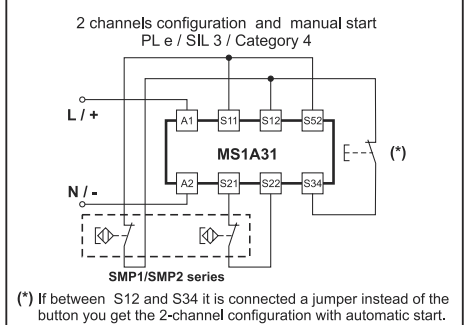 2 channels configuration and manual start
PL e / SIL 3 / Category 4
L / +
A1 S11 S12 S52
MS1A31
(*)
N / -
A2 S21 S22 S34
SMP1/SMP2 series
(*) If between S12 and S34 it is connected a jumper instead of the
button you get the 2-channel configuration with automatic start.